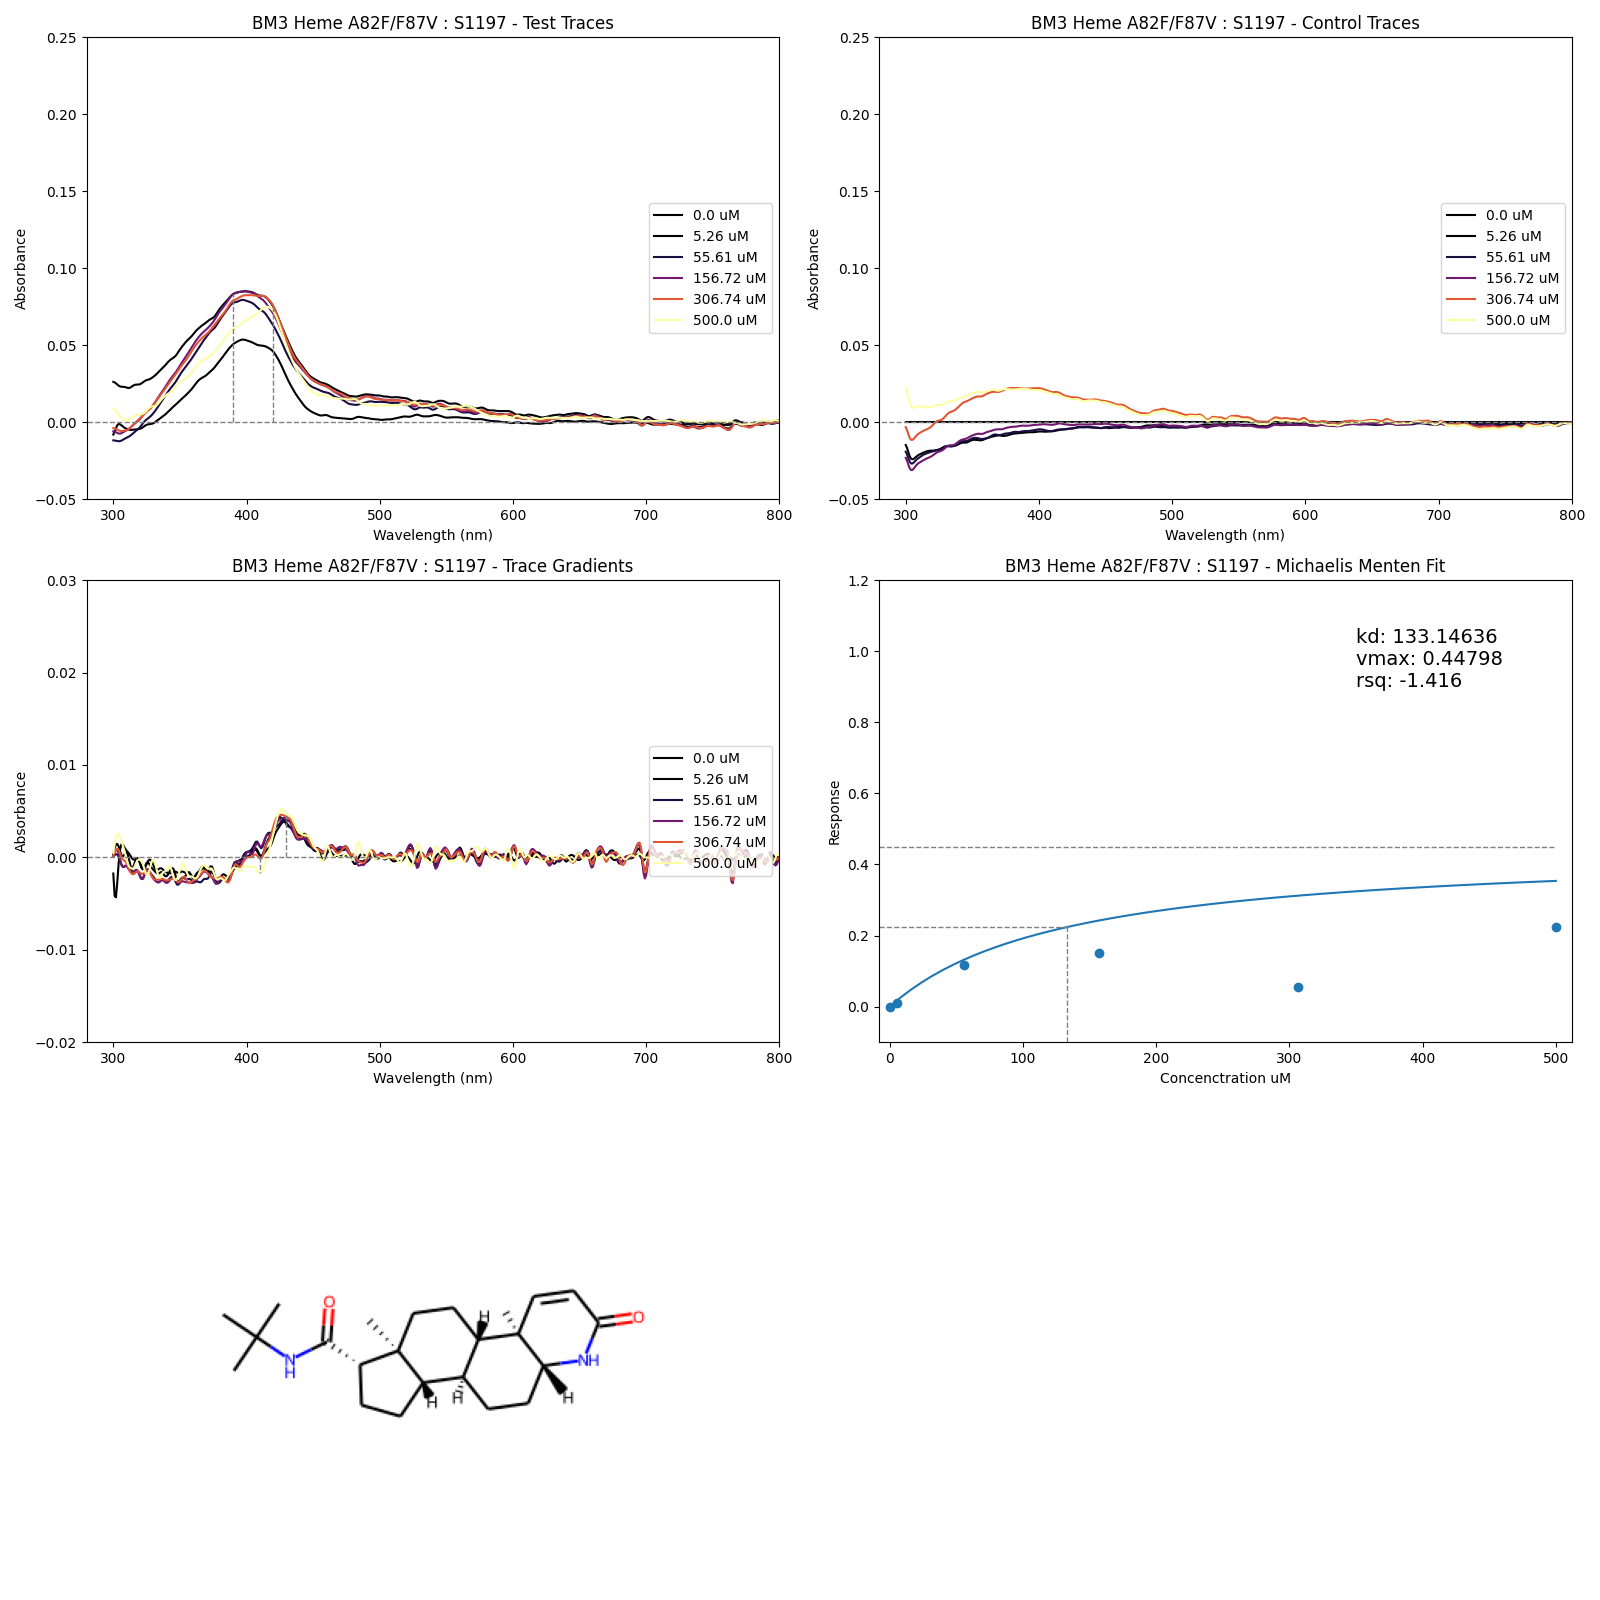 BM3 Heme A82F/F87V : S1197 - Test Traces
0.25
0.20
0.15
0.10
0.05
0.00
−0.05
Absorbance
300 400 500 600 700 800
Wavelength (nm)
0.0 uM
5.26 uM
55.61 uM
156.72 uM
306.74 uM
500.0 uM
BM3 Heme A82F/F87V : S1197 - Control Traces
0.25
0.20
0.15
0.10
0.05
0.00
−0.05
Absorbance
300 400 500 600 700 800
Wavelength (nm)
0.0 uM
5.26 uM
55.61 uM
156.72 uM
306.74 uM
500.0 uM
BM3 Heme A82F/F87V : S1197 - Trace Gradients
0.03
0.02
0.01
0.00
−0.01
−0.02
Absorbance
300 400 500 600 700 800
Wavelength (nm)
0.0 uM
5.26 uM
55.61 uM
156.72 uM
306.74 uM
500.0 uM
BM3 Heme A82F/F87V : S1197 - Michaelis Menten Fit
1.2
1.0
0.8
0.6
0.4
0.2
0.0
Response
kd: 133.14636
vmax: 0.44798
rsq: -1.416
0 100 200 300 400 500
Concenctration uM
O
NH
H
H
H
H
NH
O